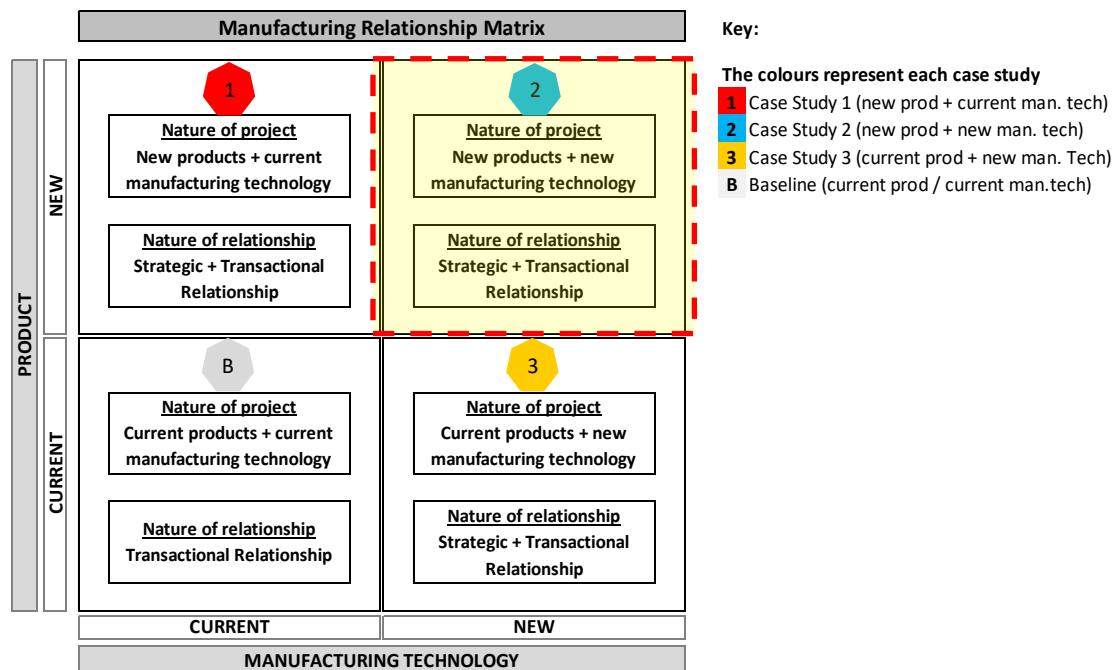 Manufacturing Relationship Matrix
Key:
The colours represent each case study
1 Case Study 1 (new prod + current man. tech)
2 Case Study 2 (new prod + new man. tech)
3 Case Study 3 (current prod + new man. Tech)
B Baseline (current prod / current man.tech)
PRODUCT
NEW
1
Nature of project
New products + current
manufacturing technology
Nature of relationship
Strategic + Transactional
Relationship
2
Nature of project
New products + new
manufacturing technology
Nature of relationship
Strategic + Transactional
Relationship
CURRENT
B
Nature of project
Current products + current
manufacturing technology
Nature of relationship
Transactional Relationship
3
Nature of project
Current products + new
manufacturing technology
Nature of relationship
Strategic + Transactional
Relationship
CURRENT
NEW
MANUFACTURING TECHNOLOGY